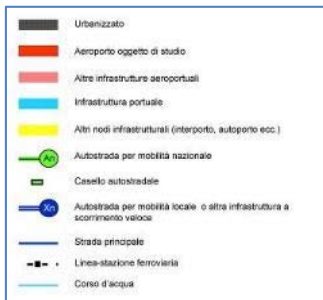 Urbanizzato
Aeroporto oggetto di studio
Altre infrastrutture aeroportuali
Infrastruttura portuale
Altri nodi infrastrutturali (interporto, autoporto ecc.)
An
Autostrada per mobilità nazionale
Casello autostradale
Xn
Autostrada per mobilità locale o altra infrastruttura a
scorrimento veloce
Strada principale
Linea-stazione ferroviaria
Corso d'acqua